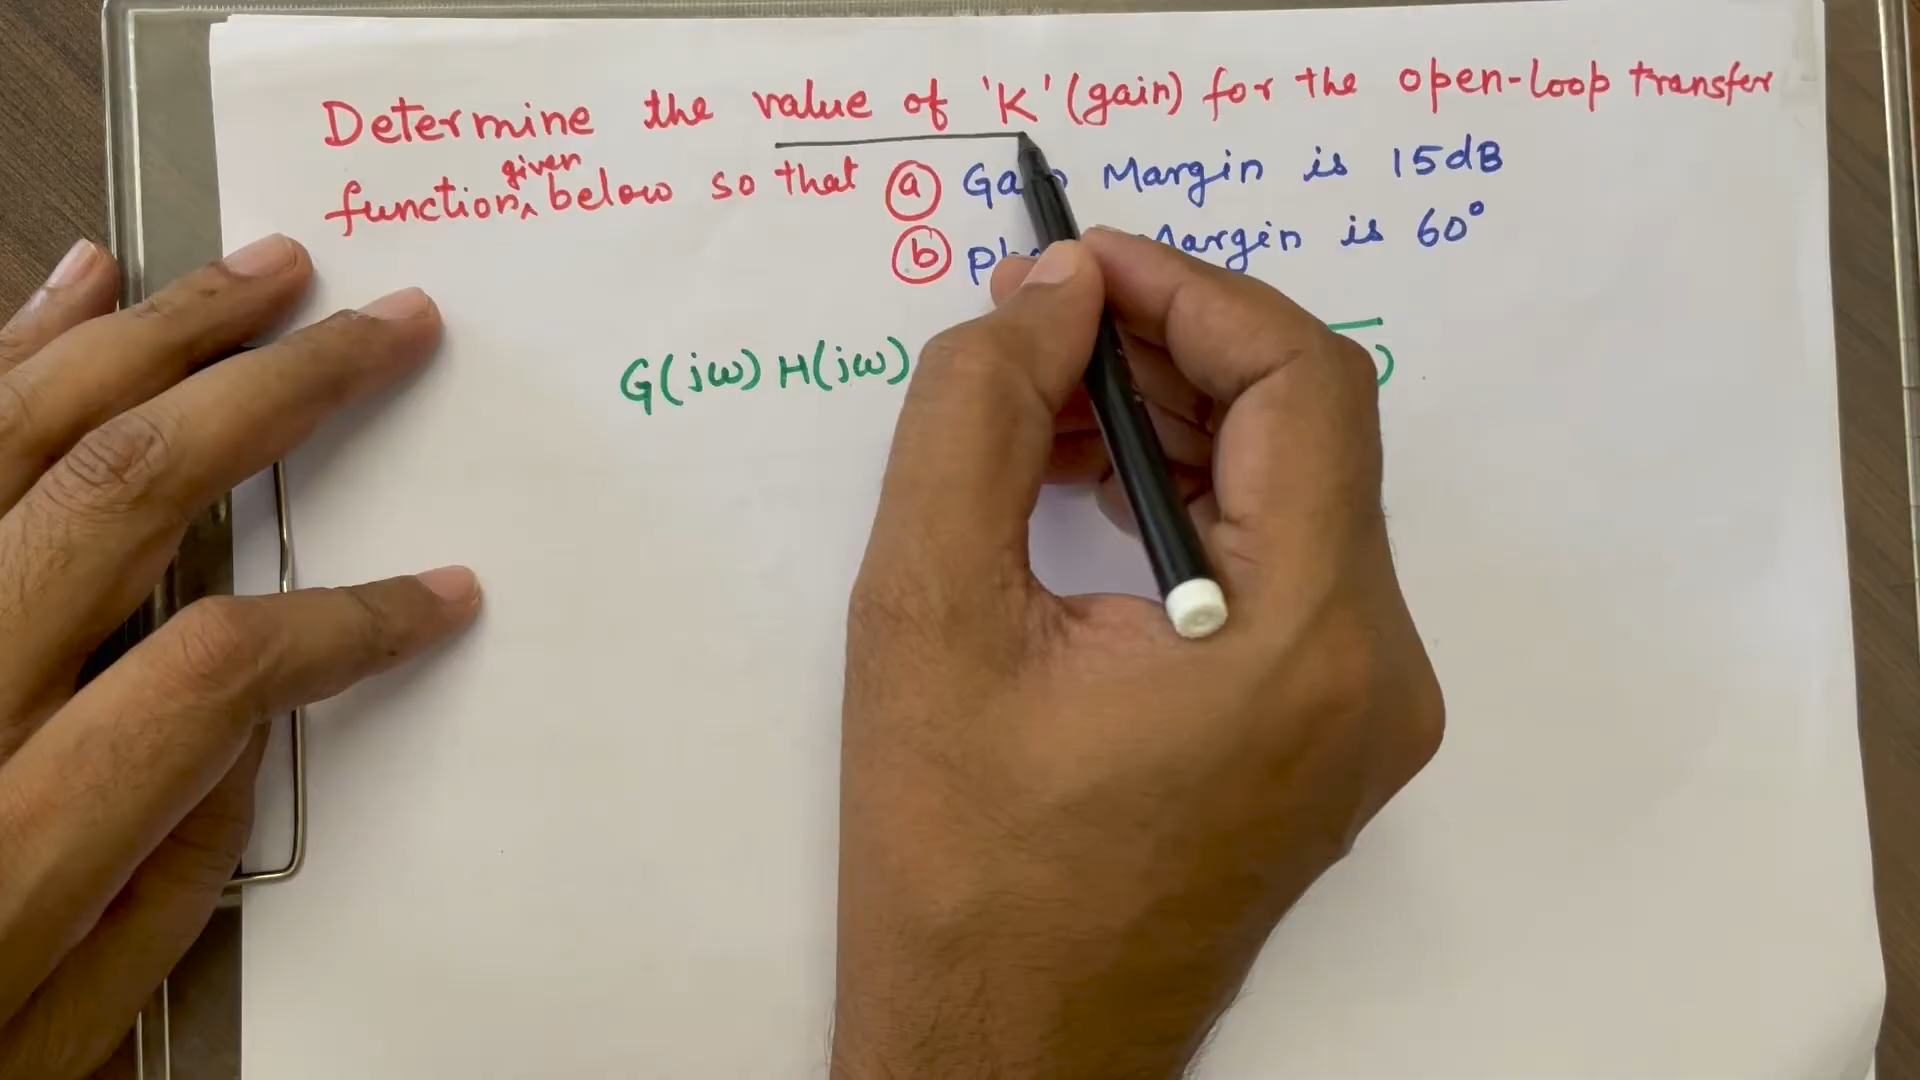 Determine the value of 'K' (gain) for the open-loop transfer
given
function ^ below so that ⓐ Margin is 15dB
ⓑ Margin is 60°
G(jω) H(jω) )